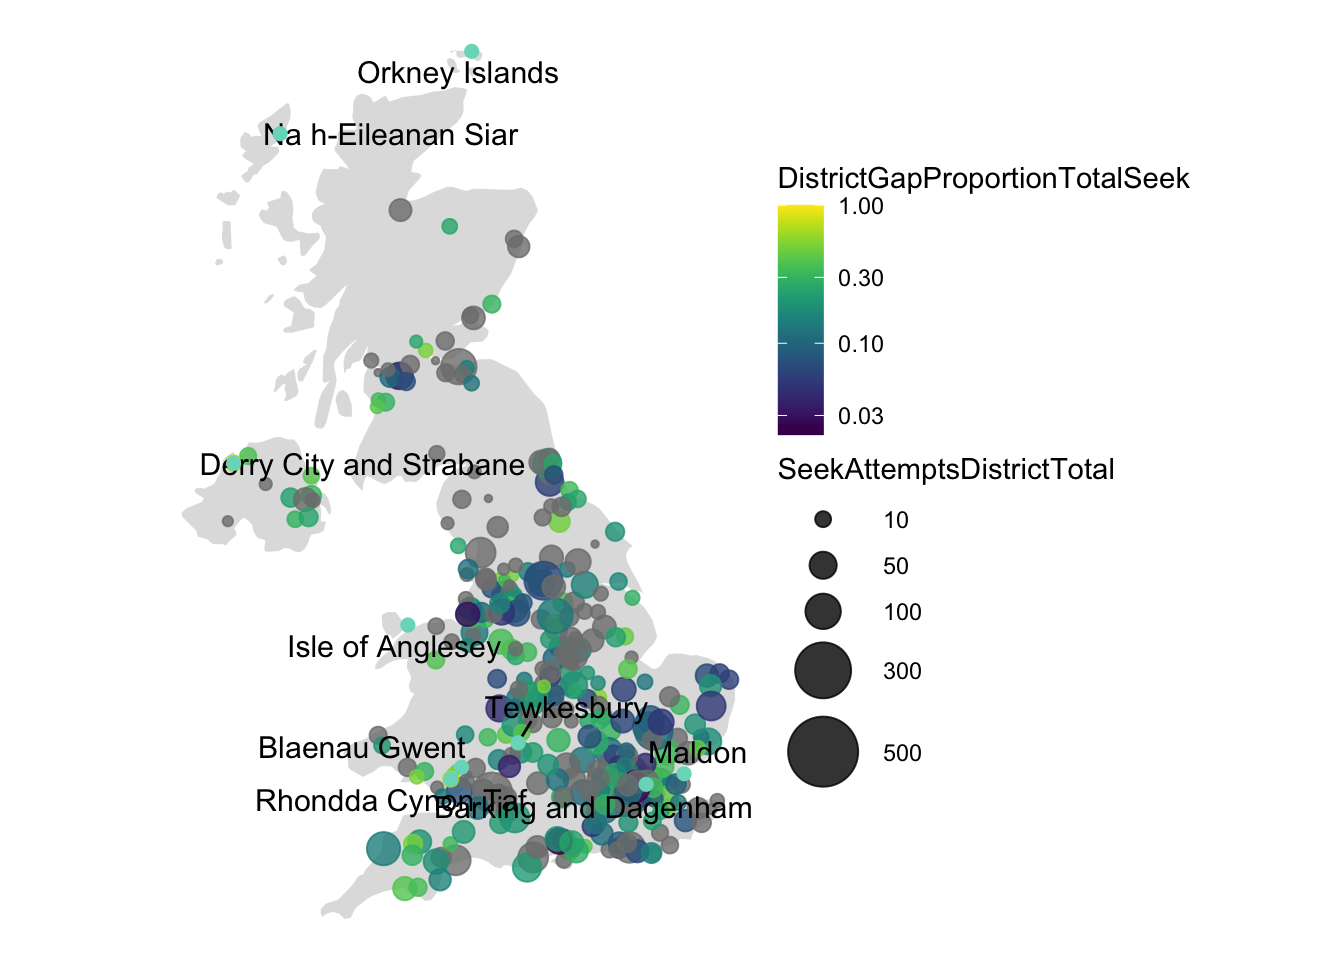 Orkney Islands
Na h-Eileanan Siar
DistrictGapProportionTotalSeek
1.00
0.30
0.10
0.03
Derry City and Strabane
SeekAttemptsDistrictTotal
10
50
100
300
500
Isle of Anglesey
Tewkesbury
Blaenau Gwent
Maldon
Rhondda Cynon Taf
Barking and Dagenham